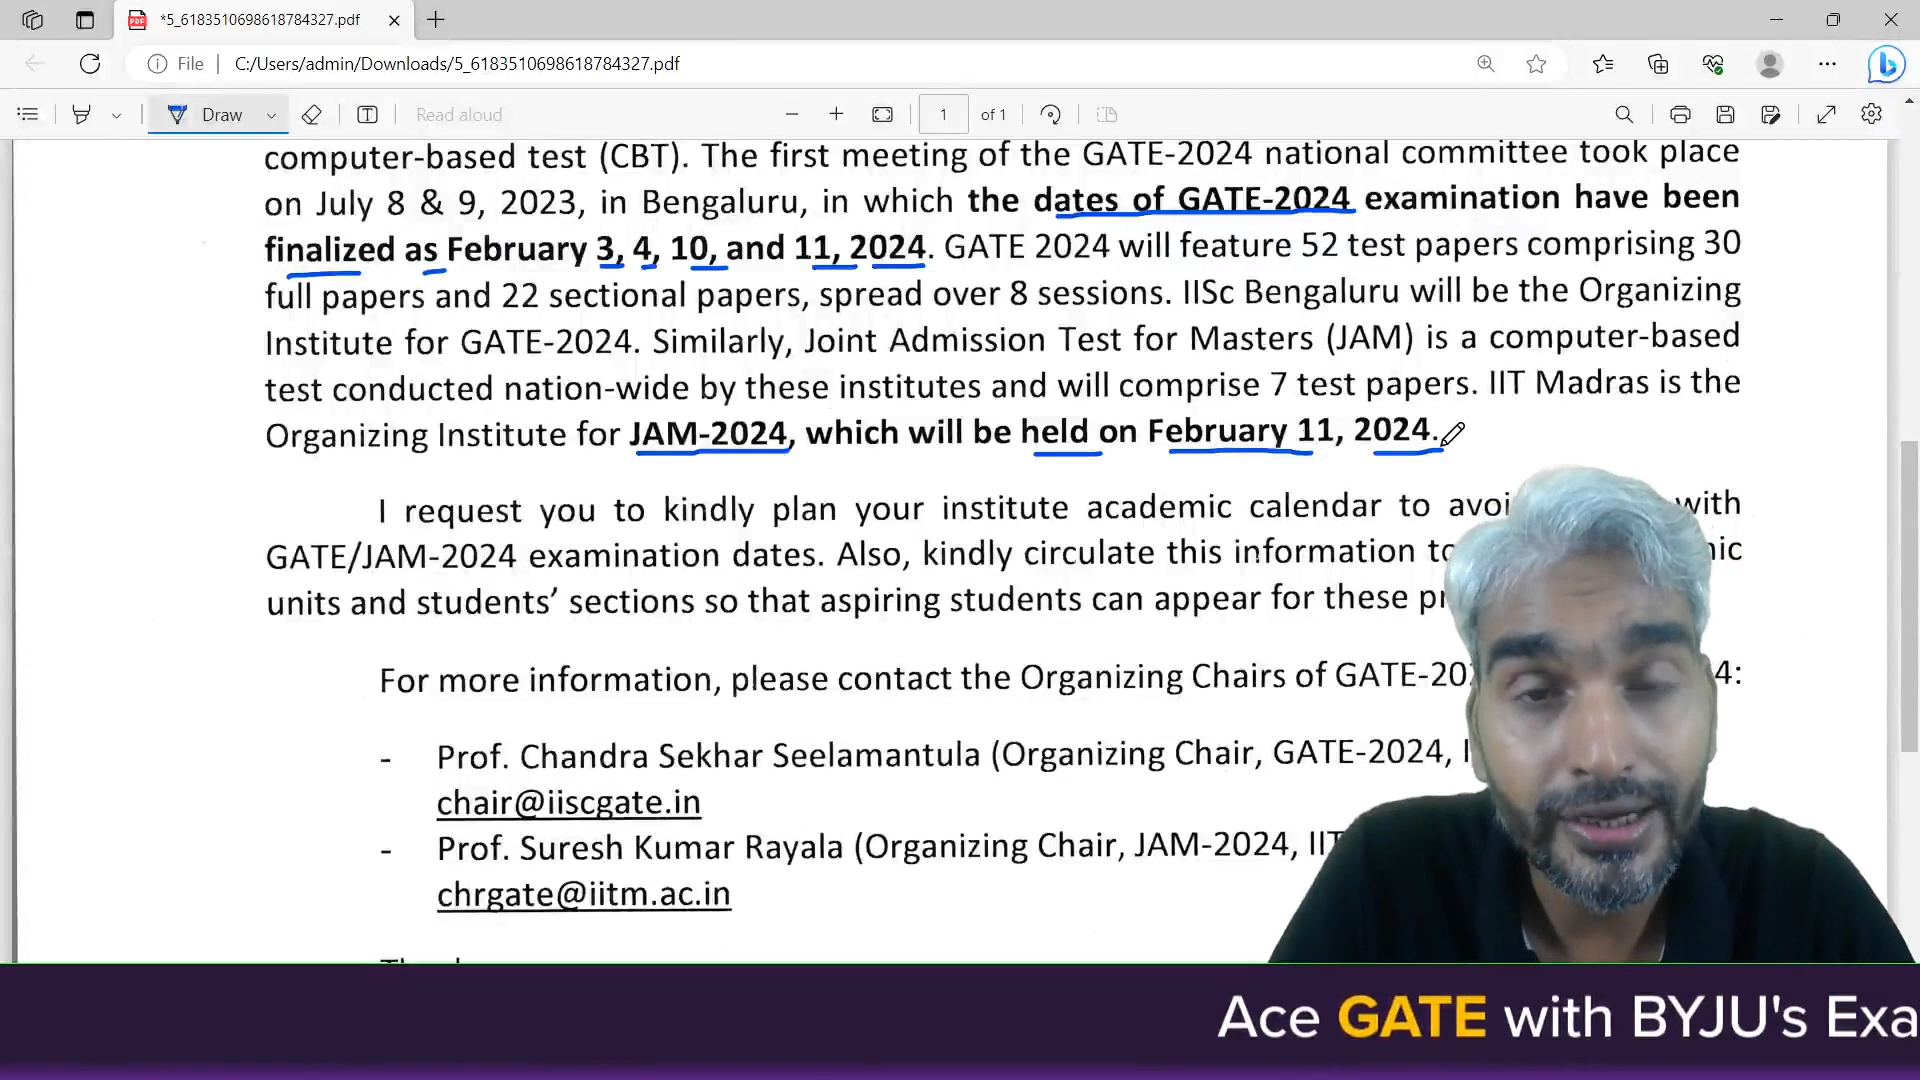 *5_6183510698618784327.pdf
File C:/Users/admin/Downloads/5_6183510698618784327.pdf
Draw Read aloud 1 of 1
computer-based test (CBT). The first meeting of the GATE-2024 national committee took place
on July 8 & 9, 2023, in Bengaluru, in which the dates of GATE-2024 examination have been
finalized as February 3, 4, 10, and 11, 2024. GATE 2024 will feature 52 test papers comprising 30
full papers and 22 sectional papers, spread over 8 sessions. IISc Bengaluru will be the Organizing
Institute for GATE-2024. Similarly, Joint Admission Test for Masters (JAM) is a computer-based
test conducted nation-wide by these institutes and will comprise 7 test papers. IIT Madras is the
Organizing Institute for JAM-2024, which will be held on February 11, 2024.
I request you to kindly plan your institute academic calendar to avoi with
GATE/JAM-2024 examination dates. Also, kindly circulate this information to nic
units and students’ sections so that aspiring students can appear for these pr
For more information, please contact the Organizing Chairs of GATE-202 4:
- Prof. Chandra Sekhar Seelamantula (Organizing Chair, GATE-2024, I
chair@iiscgate.in
- Prof. Suresh Kumar Rayala (Organizing Chair, JAM-2024, IIT
chrgate@iitm.ac.in
Ace GATE with BYJU's Exa